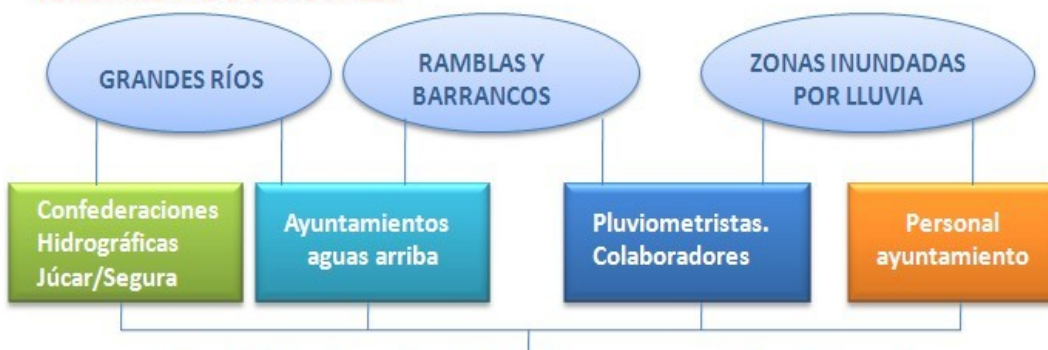 GRANDES RÍOS
RAMBLAS Y
BARRANCOS
ZONAS INUNDADAS
POR LLUVIA
Confederaciones
Hidrográficas
Júcar/Segura
Ayuntamientos
aguas arriba
Pluviometristas.
Colaboradores
Personal
ayuntamiento